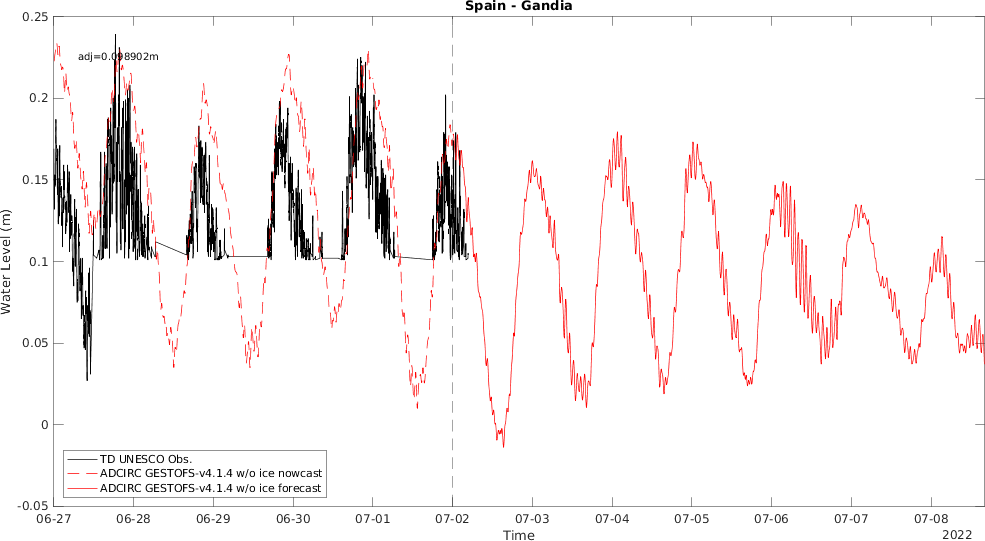 Spain - Gandia
adj=0.098902m
0.25
0.2
0.15
0.1
0.05
0
-0.05
Water Level (m)
TD UNESCO Obs.
ADCIRC GESTOFS-v4.1.4 w/o ice nowcast
ADCIRC GESTOFS-v4.1.4 w/o ice forecast
06-27 06-28 06-29 06-30 07-01 07-02 07-03 07-04 07-05 07-06 07-07 07-08
Time
2022